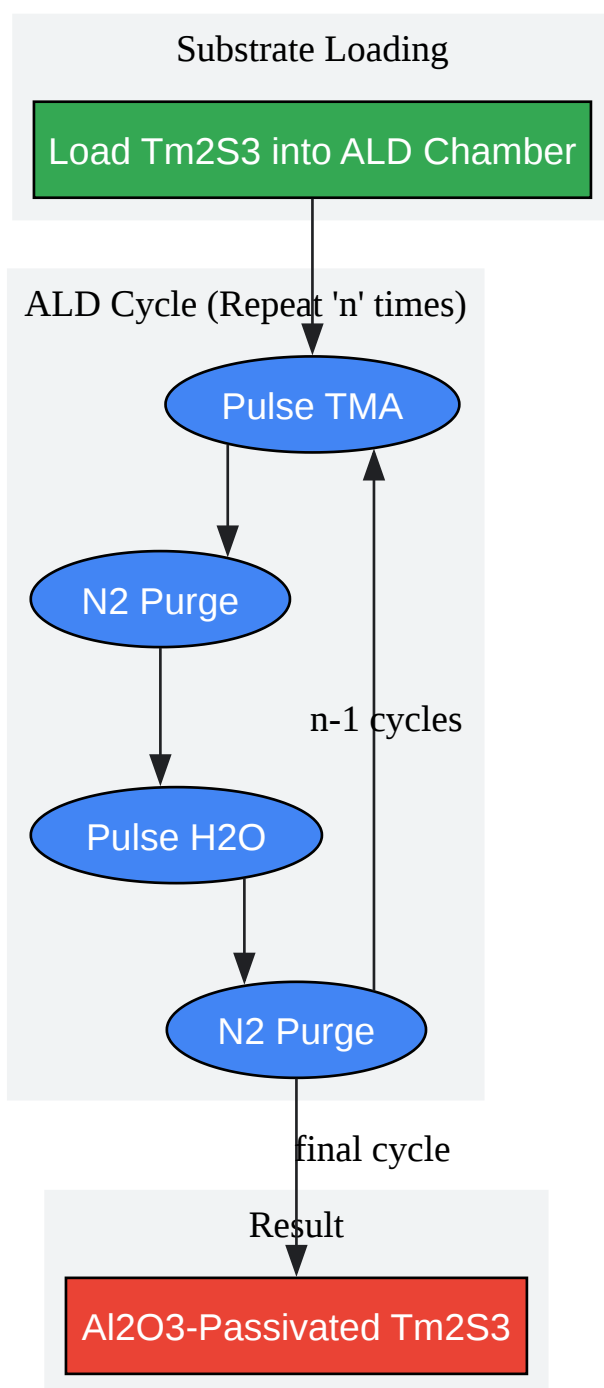 Substrate Loading
Load Tm2S3 into ALD Chamber
ALD Cycle (Repeat 'n' times)
Pulse TMA
N2 Purge
n-1 cycles
Pulse H2O
N2 Purge
final cycle
Result
Al2O3-Passivated Tm2S3